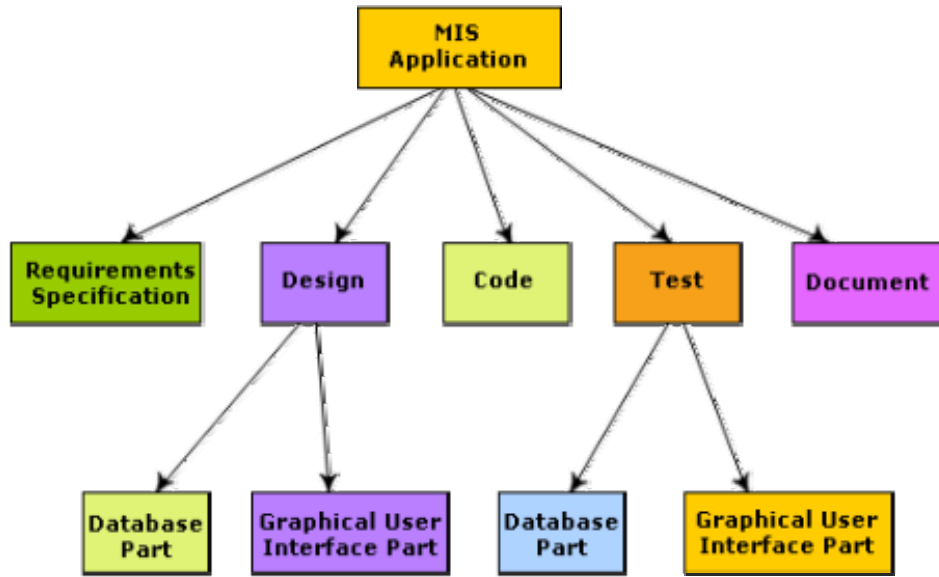 MIS
Application
Requirements
Specification
Design
Code
Test
Document
Database
Part
Graphical User
Interface Part
Database
Part
Graphical User
Interface Part